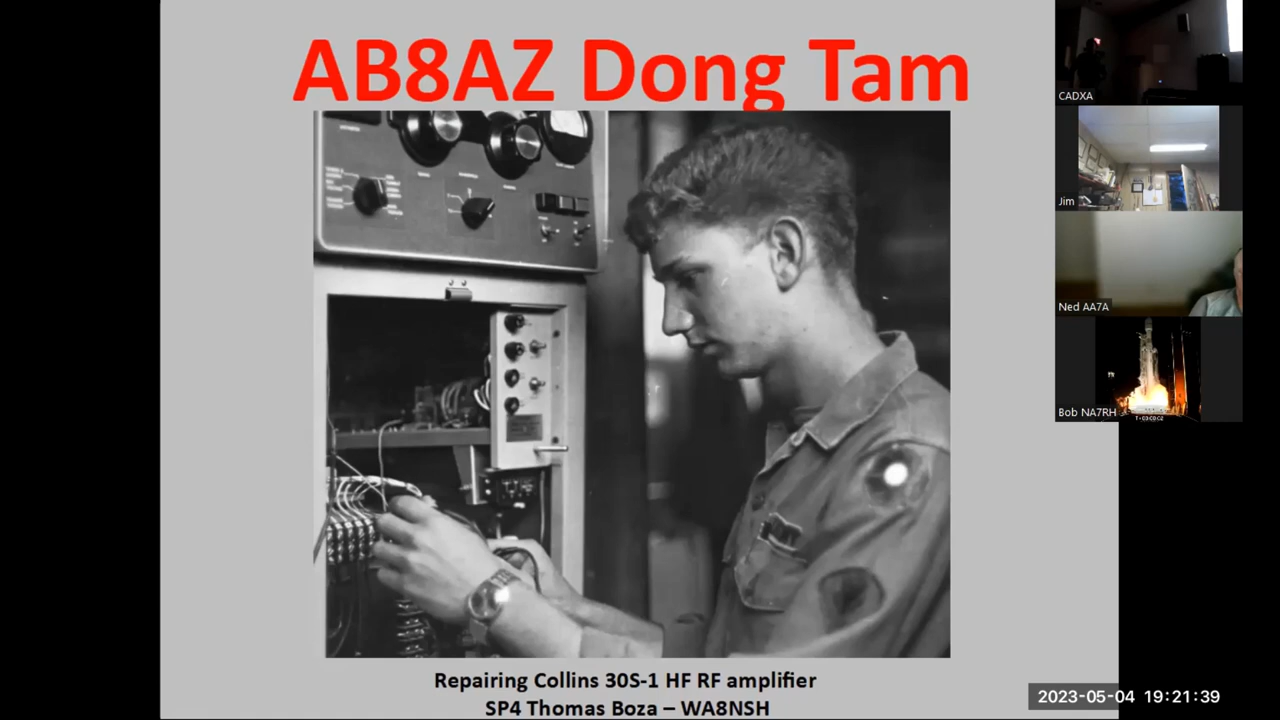 AB8AZ Dong Tam
Repairing Collins 30S-1 HF RF amplifier
SP4 Thomas Boza – WA8NSH
CADXA
Jim
Ned AA7A
Bob NA7RH
2023-05-04 19:21:39